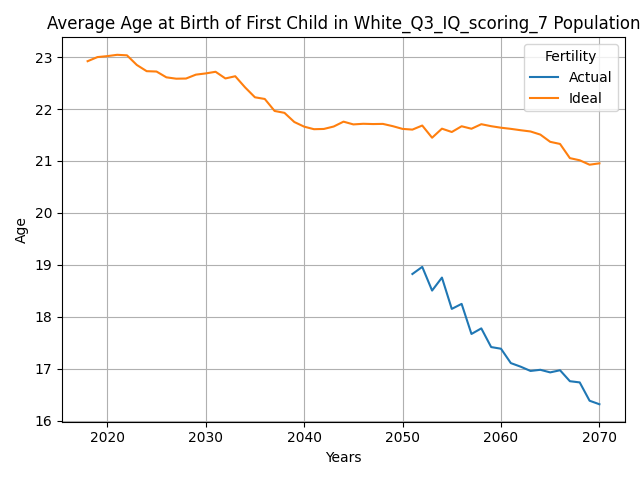 Average Age at Birth of First Child in White_Q3_IQ_scoring_7 Population
Fertility
Actual
Ideal
Age
23
22
21
20
19
18
17
16
2020 2030 2040 2050 2060 2070
Years